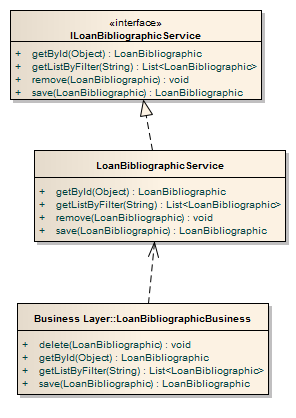 «interface»
ILoanBibliographicService
+ getById(Object) : LoanBibliographic
+ getListByFilter(String) : List<LoanBibliographic>
+ remove(LoanBibliographic) : void
+ save(LoanBibliographic) : LoanBibliographic
LoanBibliographicService
+ getById(Object) : LoanBibliographic
+ getListByFilter(String) : List<LoanBibliographic>
+ remove(LoanBibliographic) : void
+ save(LoanBibliographic) : LoanBibliographic
Business Layer::LoanBibliographicBusiness
+ delete(LoanBibliographic) : void
+ getById(Object) : LoanBibliographic
+ getListByFilter(String) : List<LoanBibliographic>
+ save(LoanBibliographic) : LoanBibliographic